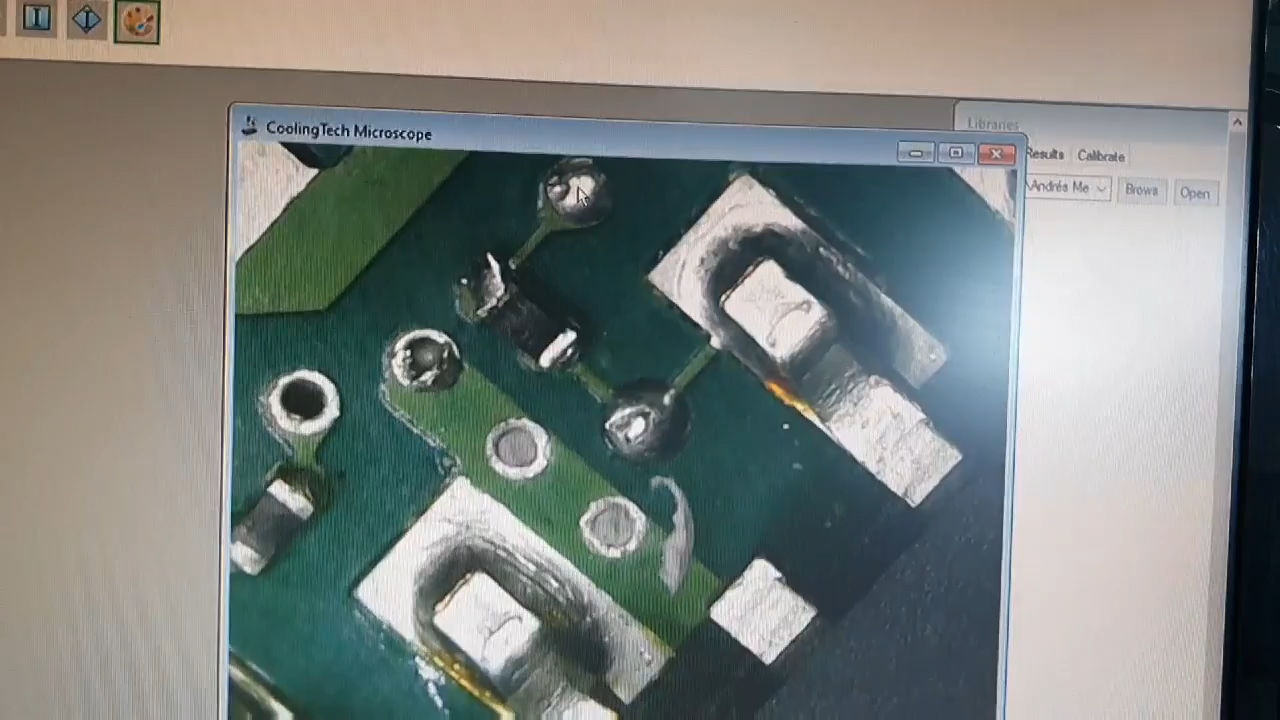 CoolingTech Microscope
Libraries
Results Calibrate
\Andrés Me Brows Open